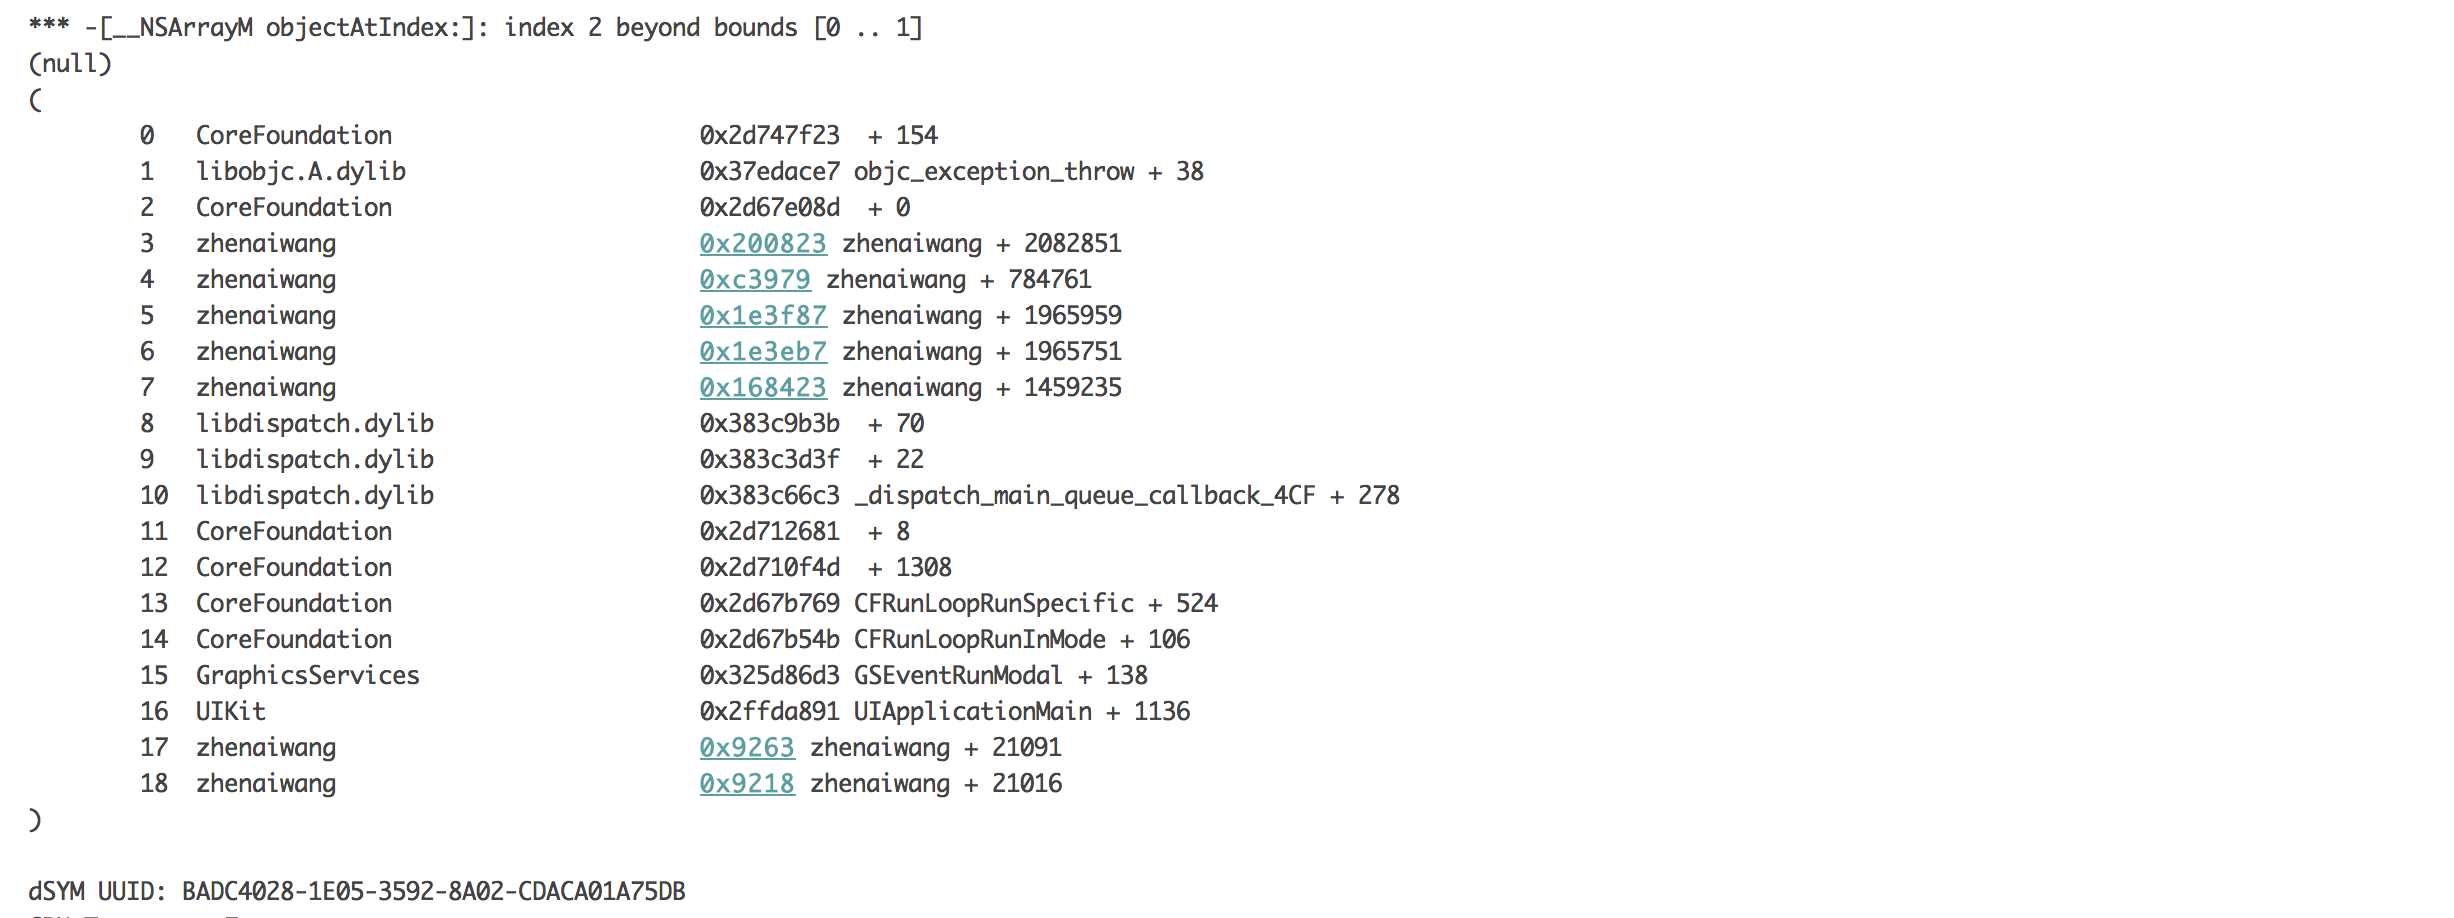 *** -[__NSArrayM objectAtIndex:]: index 2 beyond bounds [0 .. 1]
(null)
(
0 CoreFoundation 0x2d747f23 + 154
1 libobjc.A.dylib 0x37edace7 objc_exception_throw + 38
2 CoreFoundation 0x2d67e08d + 0
3 zhenaiwang 0x200823 zhenaiwang + 2082851
4 zhenaiwang 0xc3979 zhenaiwang + 784761
5 zhenaiwang 0x1e3f87 zhenaiwang + 1965959
6 zhenaiwang 0x1e3eb7 zhenaiwang + 1965751
7 zhenaiwang 0x168423 zhenaiwang + 1459235
8 libdispatch.dylib 0x383c9b3b + 70
9 libdispatch.dylib 0x383c3d3f + 22
10 libdispatch.dylib 0x383c66c3 _dispatch_main_queue_callback_4CF + 278
11 CoreFoundation 0x2d712681 + 8
12 CoreFoundation 0x2d710f4d + 1308
13 CoreFoundation 0x2d67b769 CFRunLoopRunSpecific + 524
14 CoreFoundation 0x2d67b54b CFRunLoopRunInMode + 106
15 GraphicsServices 0x325d86d3 GSEventRunModal + 138
16 UIKit 0x2ffda891 UIApplicationMain + 1136
17 zhenaiwang 0x9263 zhenaiwang + 21091
18 zhenaiwang 0x9218 zhenaiwang + 21016
)
dSYM UUID: BADC4028-1E05-3592-8A02-CDACA01A75DB